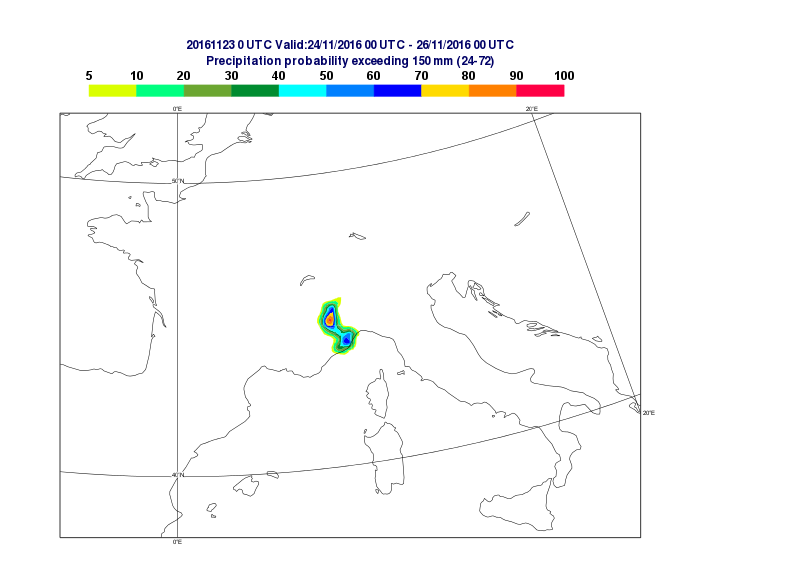 20161123 0 UTC Valid:24/11/2016 00 UTC - 26/11/2016 00 UTC
Precipitation probability exceeding 150 mm (24-72)
5 10 20 30 40 50 60 70 80 90 100
0°E 20°E
50°N
20°E
40°N
0°E